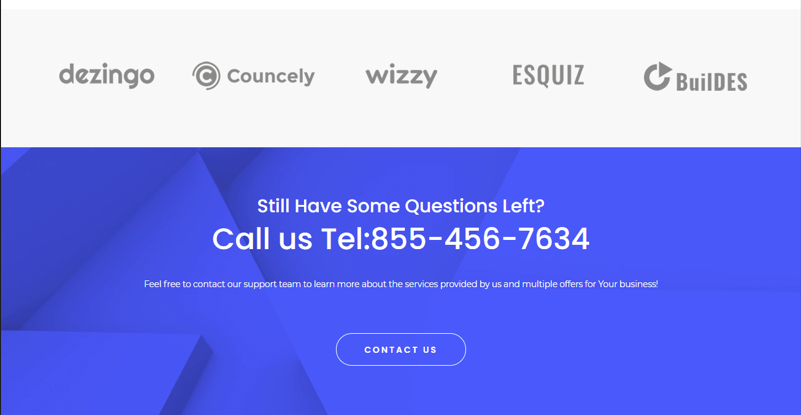 dezingo Councely wizzy ESQUIZ BuilDES
Still Have Some Questions Left?
Call us Tel:855-456-7634
Feel free to contact our support team to learn more about the services provided by us and multiple offers for Your business!
CONTACT US